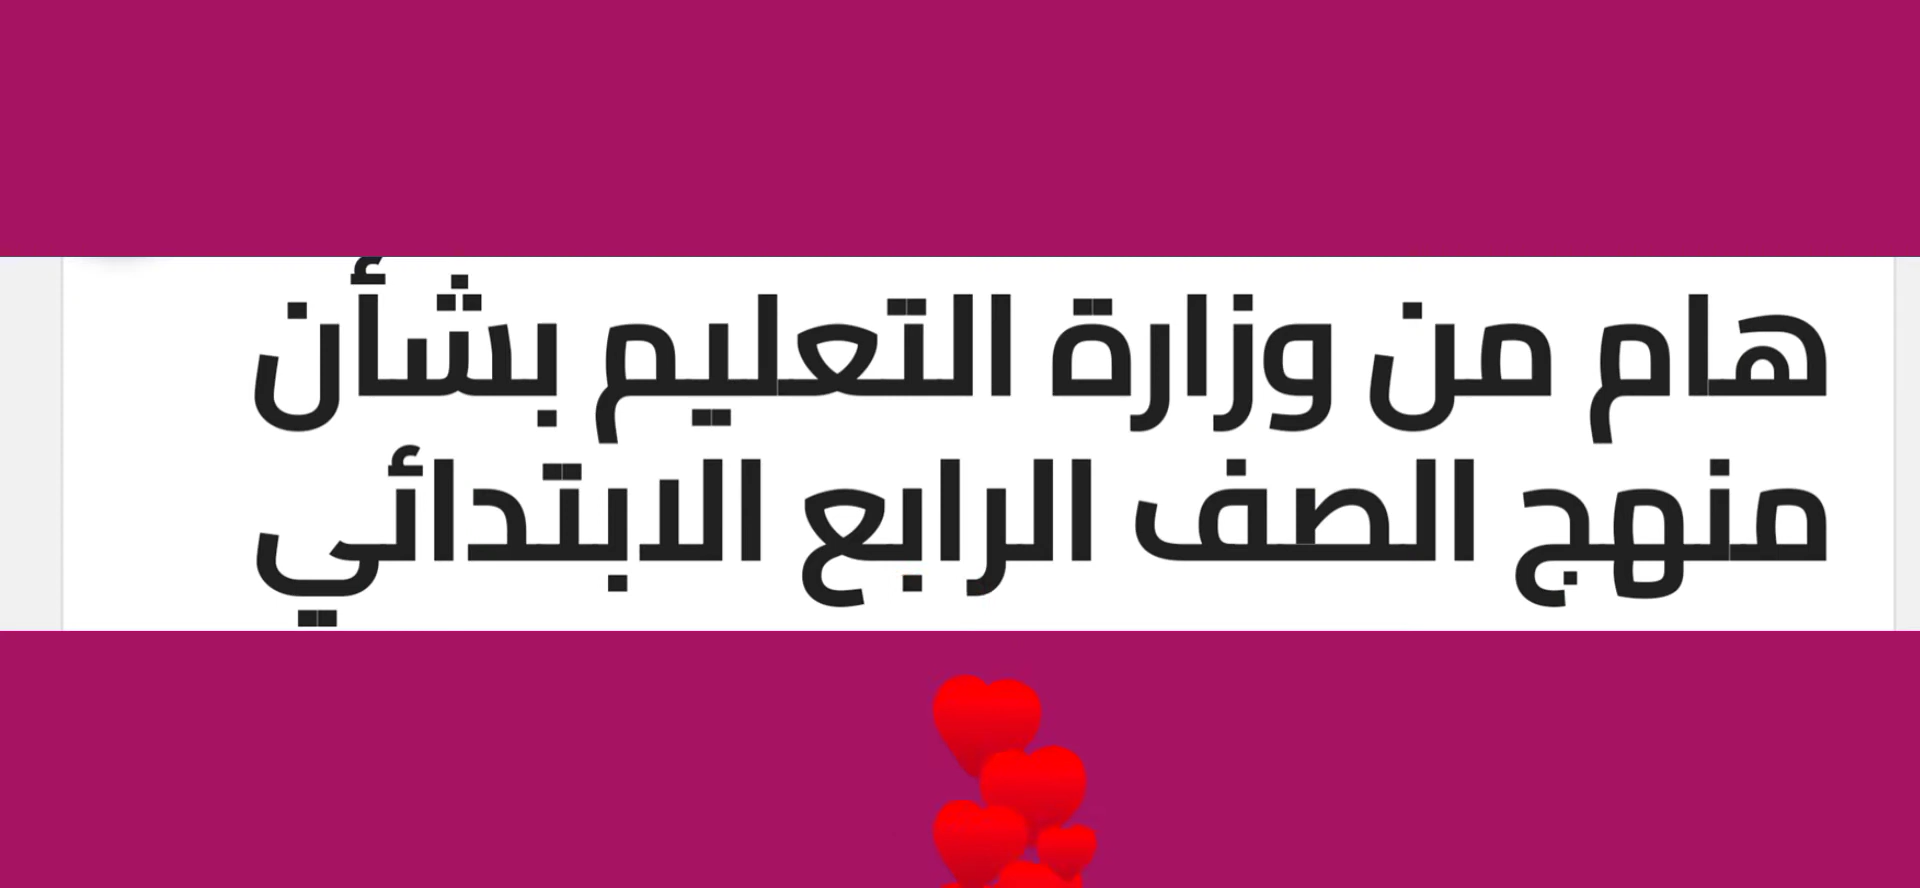 هام من وزارة التعليم بشأن
منهج الصف الرابع الابتدائي